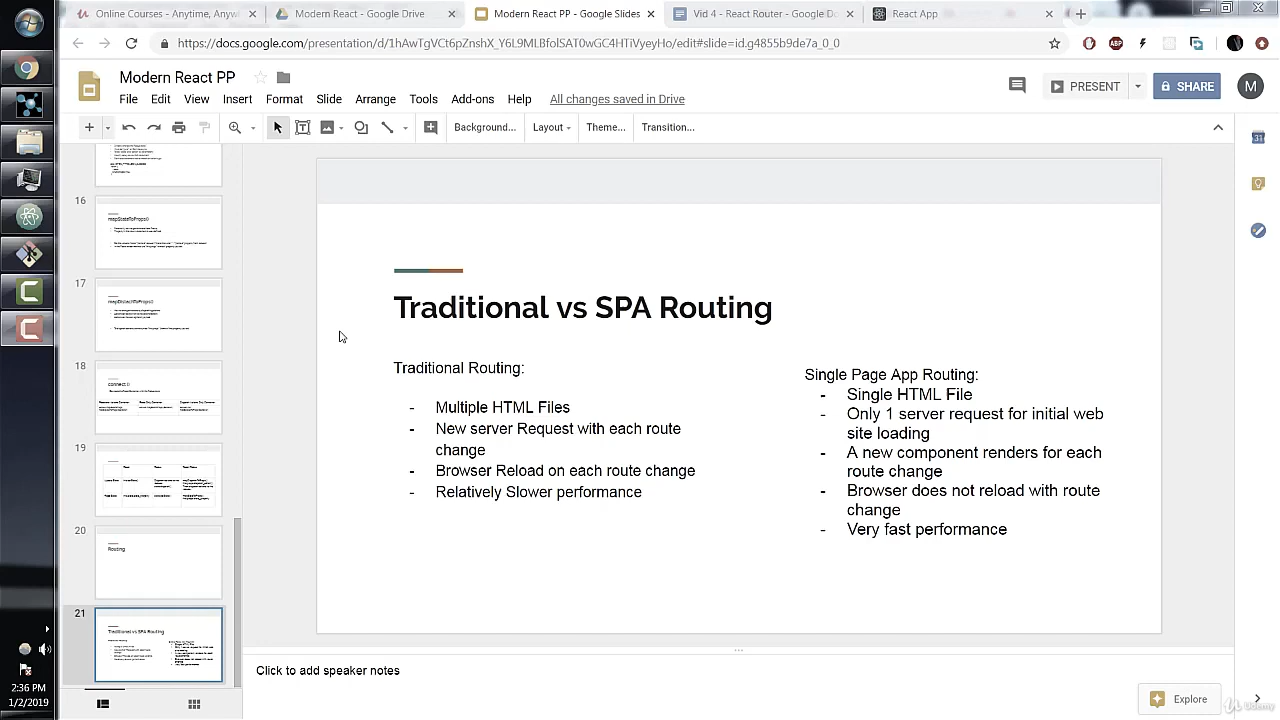 Online Courses - Anytime, Anyw
Modern React - Google Drive
Modern React PP - Google Slides
Vid 4 - React Router - Google Do
React App
https://docs.google.com/presentation/d/1hAwTgVCf6pZnshX_Y6L9MLBfolSAT0wGC4HTiVyeyHo/edit#slide=id.g4855b9de7a_0_0
ABP
Modern React PP
File Edit View Insert Format Slide Arrange Tools Add-ons Help All changes saved in Drive
PRESENT
SHARE
M
Background...
Layout
Theme...
Transition...
31
16
mapStateToProps()
17
mapDispatchToProps()
18
connect()
19
20
Routing
21
Traditional vs SPA Routing
Traditional vs SPA Routing
Traditional Routing:
- Multiple HTML Files
- New server Request with each route
change
- Browser Reload on each route change
- Relatively Slower performance
Single Page App Routing:
- Single HTML File
- Only 1 server request for initial web
site loading
- A new component renders for each
route change
- Browser does not reload with route
change
- Very fast performance
Click to add speaker notes
Explore
2:36 PM
1/2/2019
Udemy